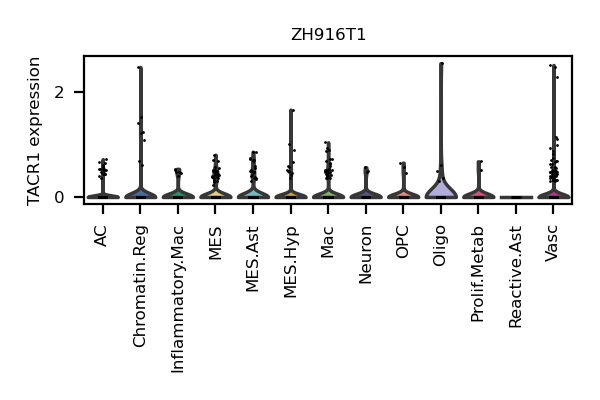 ZH916T1
TACR1 expression
2
0
AC
Chromatin.Reg
Inflammatory.Mac
MES
MES.Ast
MES.Hyp
Mac
Neuron
OPC
Oligo
Prolif.Metab
Reactive.Ast
Vasc